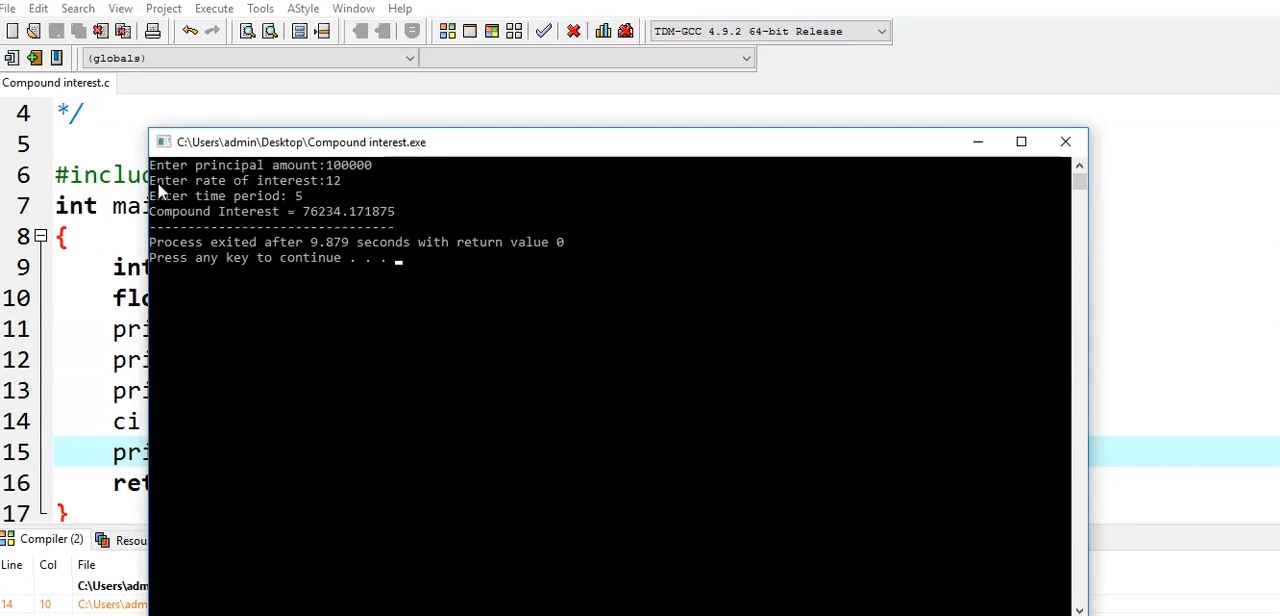 File Edit Search View Project Execute Tools AStyle Window Help
TDM-GCC 4.9.2 64-bit Release
(globals)
Compound interest.c
4 */
5
C:\Users\admin\Desktop\Compound interest.exe
Enter principal amount:100000
6 #includ
Enter rate of interest:12
Enter time period: 5
7 int mai
Compound Interest = 76234.171875
--------------------------------
8 {
Process exited after 9.879 seconds with return value 0
Press any key to continue . . .
9 int
10 flo
11 pri
12 pri
13 pri
14 ci
15 pri
16 ret
17 }
Compiler (2) Resou
Line Col File
C:\Users\adm
14 10 C:\Users\adm